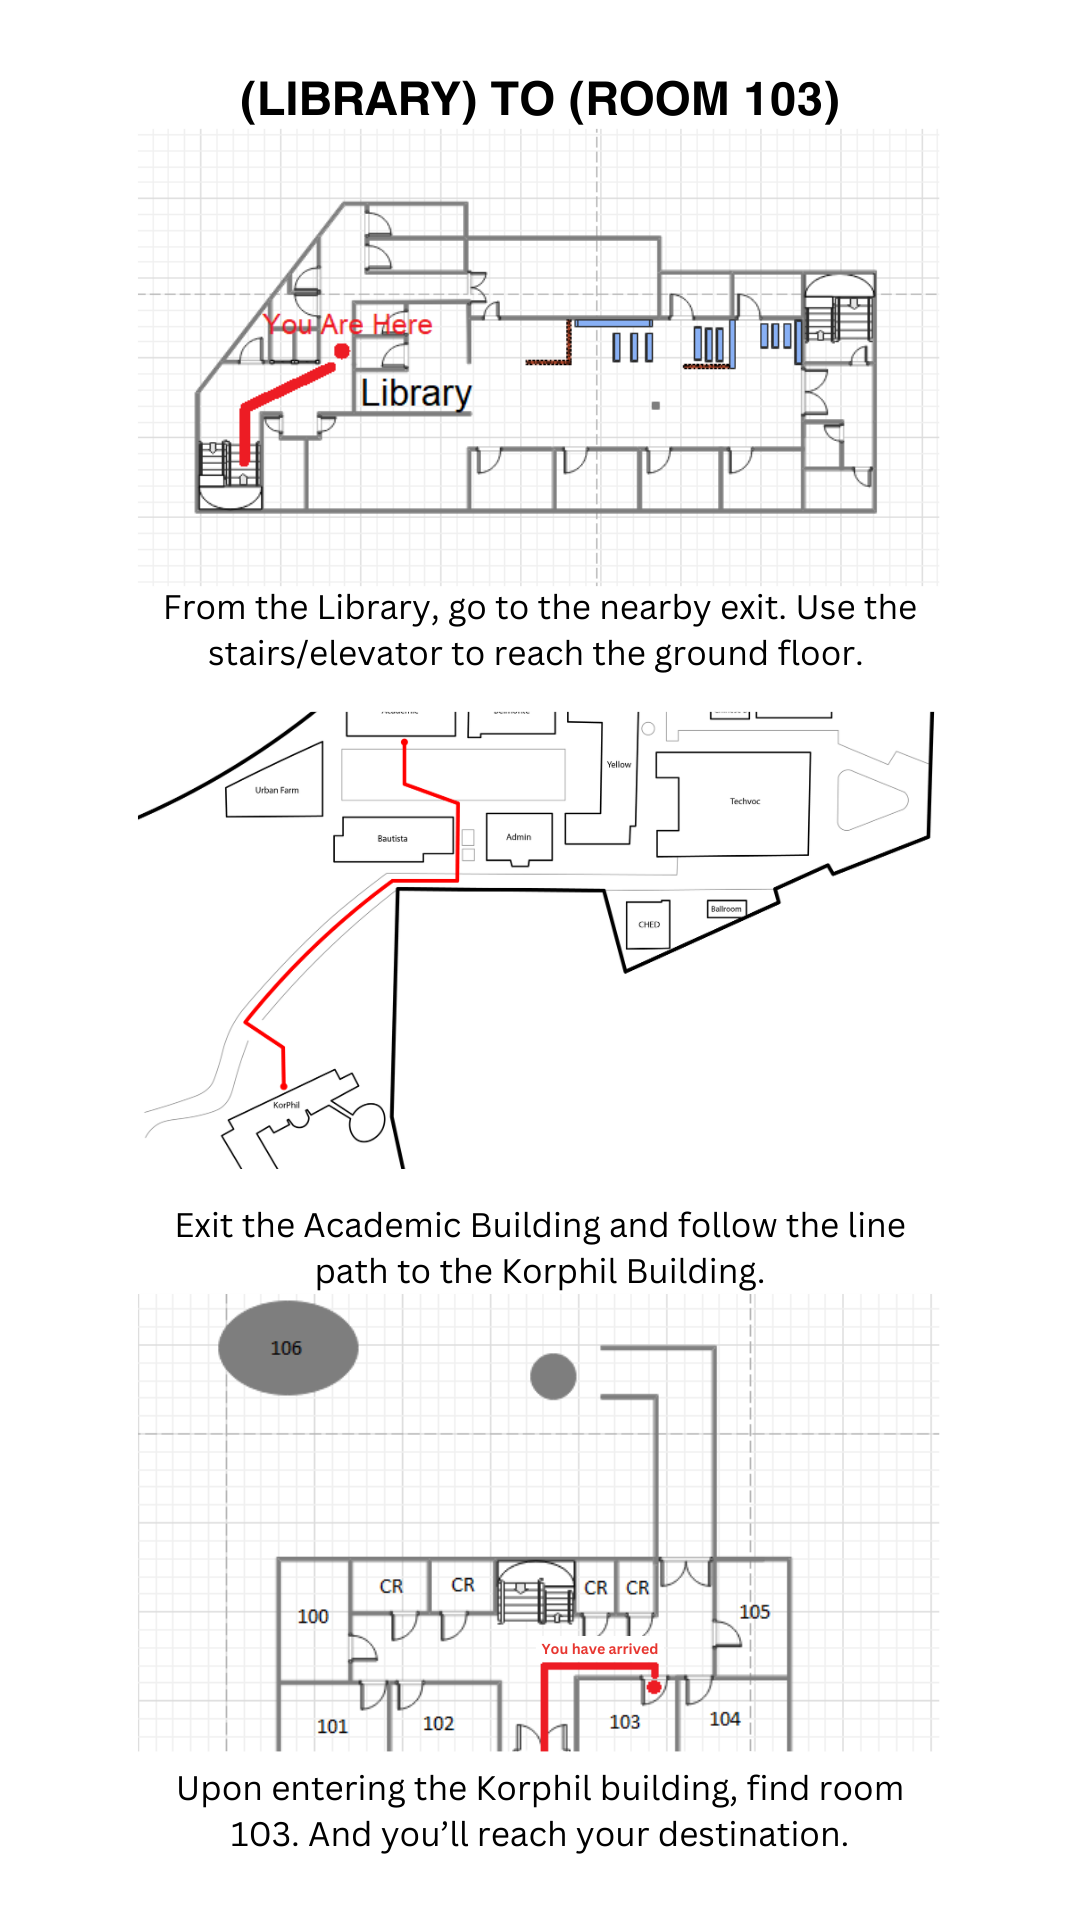 (LIBRARY) TO (ROOM 103)
You Are Here
Library
From the Library, go to the nearby exit. Use the
stairs/elevator to reach the ground floor.
Academic
Belmonte
Yellow
Urban Farm
Techvoc
Bautista
Admin
CHED
Ballroom
KorPhil
Exit the Academic Building and follow the line
path to the Korphil Building.
106
CR
CR
CR
CR
100
105
You have arrived
101
102
103
104
Upon entering the Korphil building, find room
103. And you’ll reach your destination.